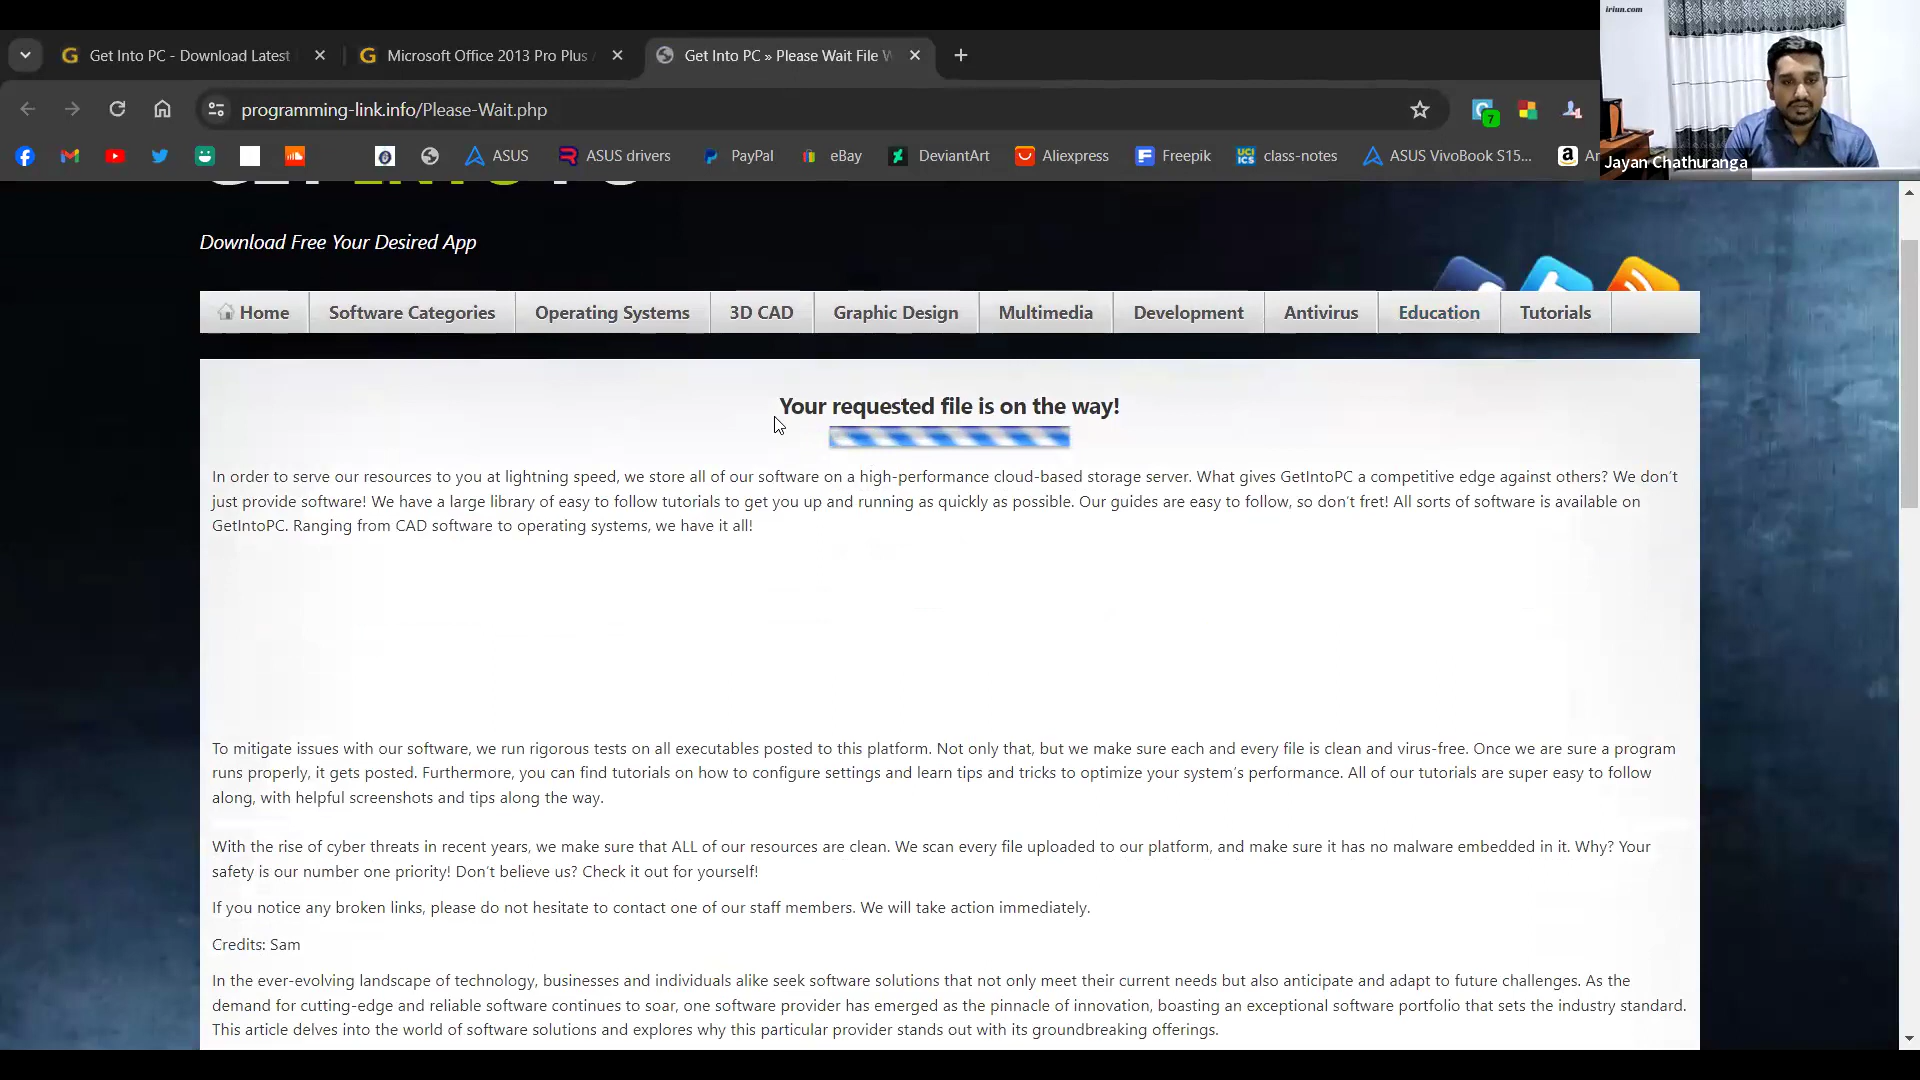 iriun.com
Get Into PC - Download Latest
Microsoft Office 2013 Pro Plus
Get Into PC » Please Wait File W
programming-link.info/Please-Wait.php
7
Jayan Chathuranga
ASUS
ASUS drivers
PayPal
eBay
DeviantArt
Aliexpress
Freepik
UCI ICS
class-notes
ASUS VivoBook S15...
Download Free Your Desired App
Home
Software Categories
Operating Systems
3D CAD
Graphic Design
Multimedia
Development
Antivirus
Education
Tutorials
Your requested file is on the way!
In order to serve our resources to you at lightning speed, we store all of our software on a high-performance cloud-based storage server. What gives GetIntoPC a competitive edge against others? We don't
just provide software! We have a large library of easy to follow tutorials to get you up and running as quickly as possible. Our guides are easy to follow, so don't fret! All sorts of software is available on
GetIntoPC. Ranging from CAD software to operating systems, we have it all!
To mitigate issues with our software, we run rigorous tests on all executables posted to this platform. Not only that, but we make sure each and every file is clean and virus-free. Once we are sure a program
runs properly, it gets posted. Furthermore, you can find tutorials on how to configure settings and learn tips and tricks to optimize your system's performance. All of our tutorials are super easy to follow
along, with helpful screenshots and tips along the way.
With the rise of cyber threats in recent years, we make sure that ALL of our resources are clean. We scan every file uploaded to our platform, and make sure it has no malware embedded in it. Why? Your
safety is our number one priority! Don't believe us? Check it out for yourself!
If you notice any broken links, please do not hesitate to contact one of our staff members. We will take action immediately.
Credits: Sam
In the ever-evolving landscape of technology, businesses and individuals alike seek software solutions that not only meet their current needs but also anticipate and adapt to future challenges. As the
demand for cutting-edge and reliable software continues to soar, one software provider has emerged as the pinnacle of innovation, boasting an exceptional software portfolio that sets the industry standard.
This article delves into the world of software solutions and explores why this particular provider stands out with its groundbreaking offerings.